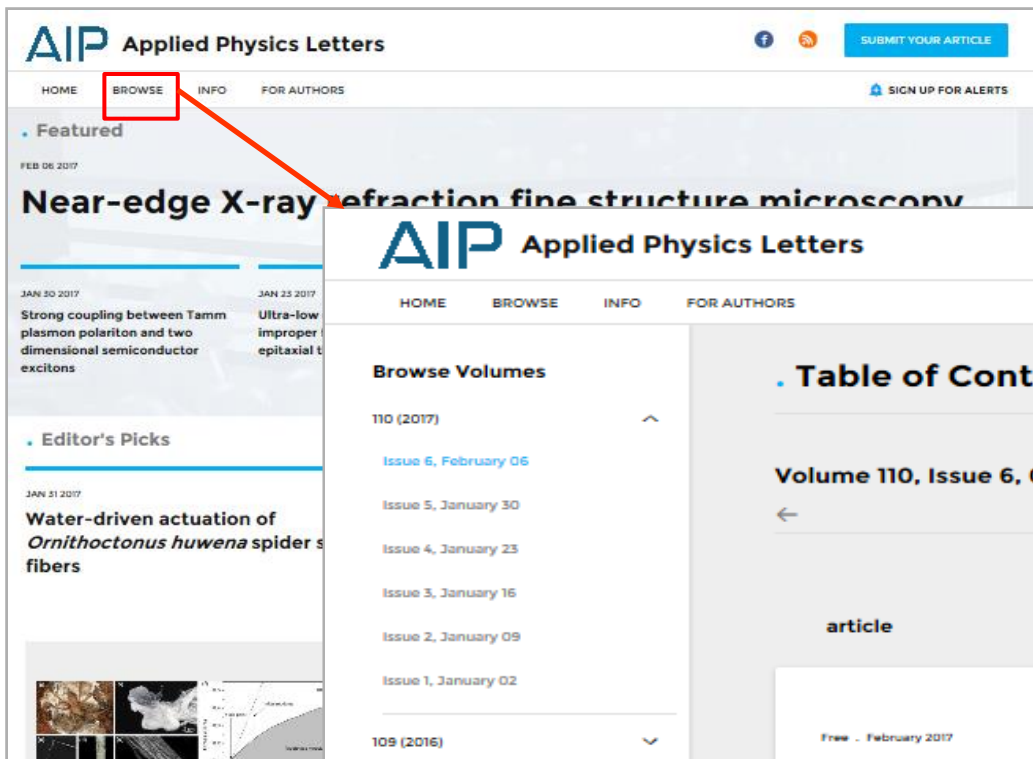 AIP Applied Physics Letters
SUBMIT YOUR ARTICLE
HOME BROWSE INFO FOR AUTHORS
SIGN UP FOR ALERTS
. Featured
FEB 06 2017
Near-edge X-ray refraction fine structure microscopy
JAN 30 2017
Strong coupling between Tamm
plasmon polariton and two
dimensional semiconductor
excitons
JAN 23 2017
Ultra-low
improper
epitaxial
. Editor's Picks
JAN 31 2017
Water-driven actuation of
Ornithoctonus huwena spider s
fibers
AIP Applied Physics Letters
HOME BROWSE INFO FOR AUTHORS
Browse Volumes
110 (2017)
Issue 6, February 06
Issue 5, January 30
Issue 4, January 23
Issue 3, January 16
Issue 2, January 09
Issue 1, January 02
109 (2016)
. Table of Cont
Volume 110, Issue 6,
article
Free . February 2017